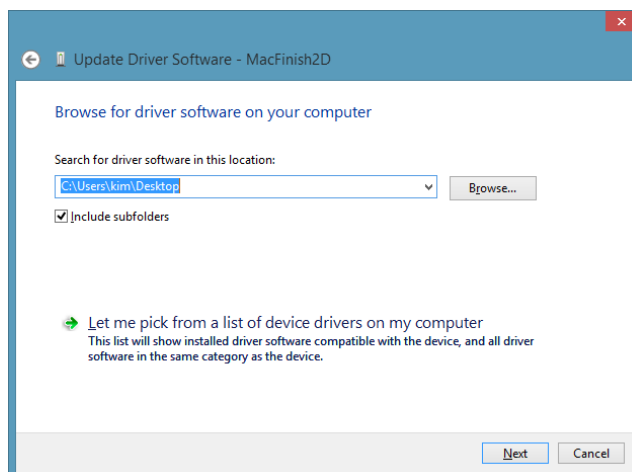 Update Driver Software - MacFinish2D
Browse for driver software on your computer
Search for driver software in this location:
C:\Users\kim\Desktop
Browse...
Include subfolders
Let me pick from a list of device drivers on my computer
This list will show installed driver software compatible with the device, and all driver
software in the same category as the device.
Next
Cancel